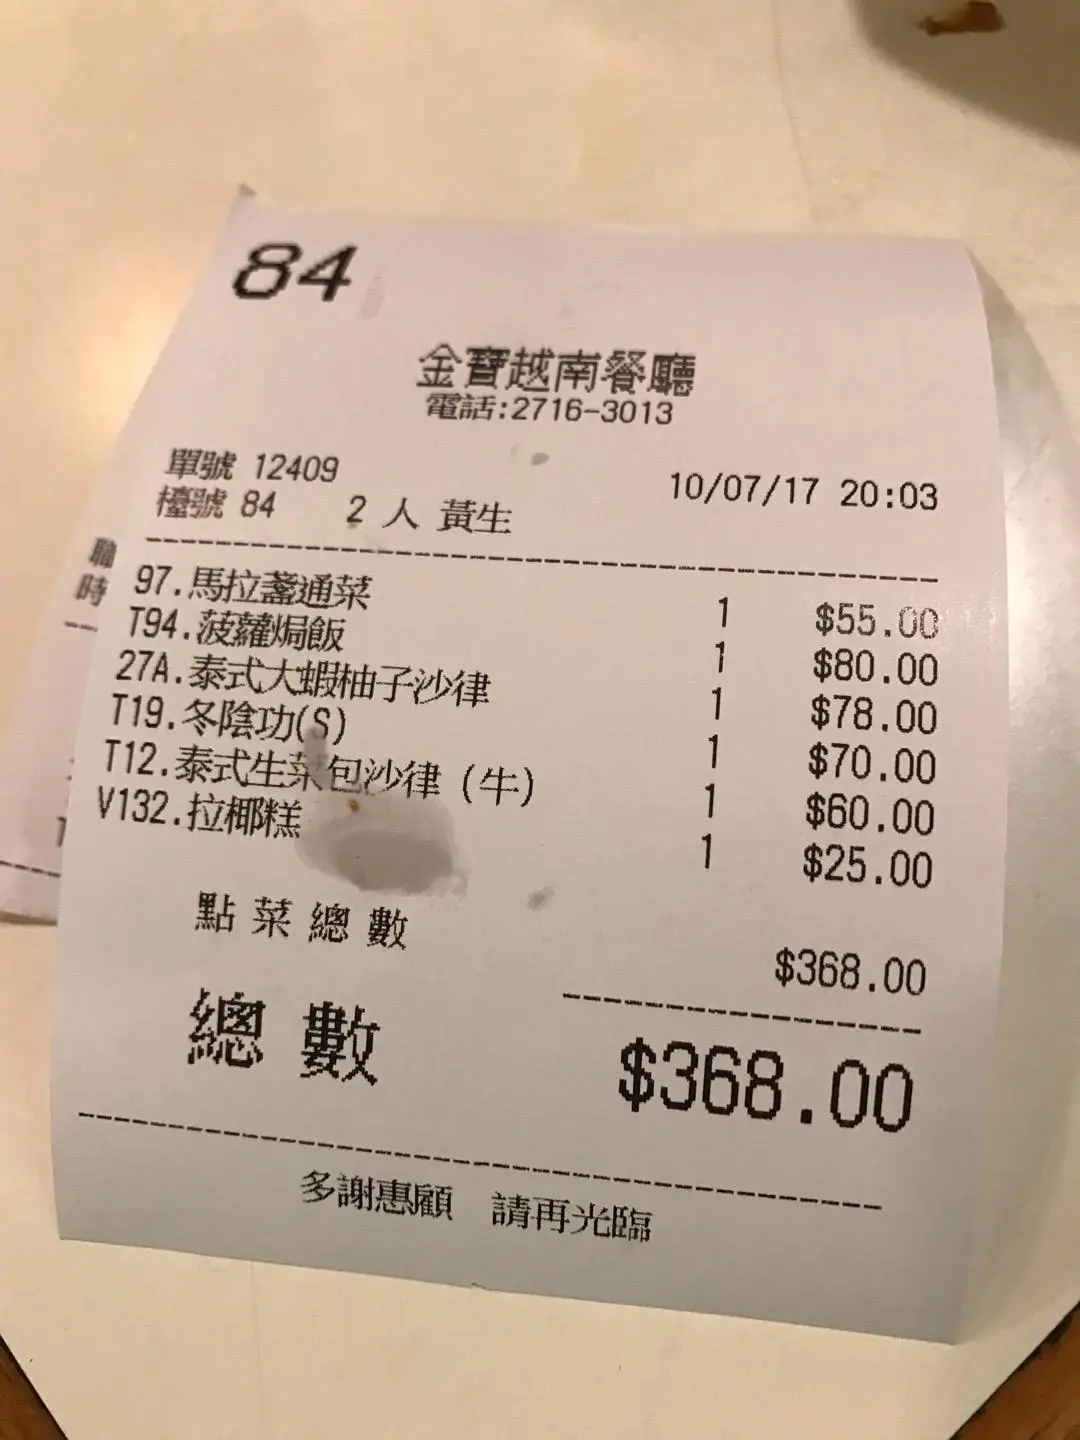 84
金寶越南餐廳
電話:2716-3013
單號 12409 10/07/17 20:03
檯號 84 2 人 黃生
97.馬拉盞通菜 1 $55.00
T94.菠蘿焗飯 1 $80.00
27A.泰式大蝦柚子沙律 1 $78.00
T19.冬陰功(S) 1 $70.00
T12.泰式生菜包沙律 (牛) 1 $60.00
V132.拉椰糕 1 $25.00
點菜總數 $368.00
總數 $368.00
多謝惠顧 請再光臨
時